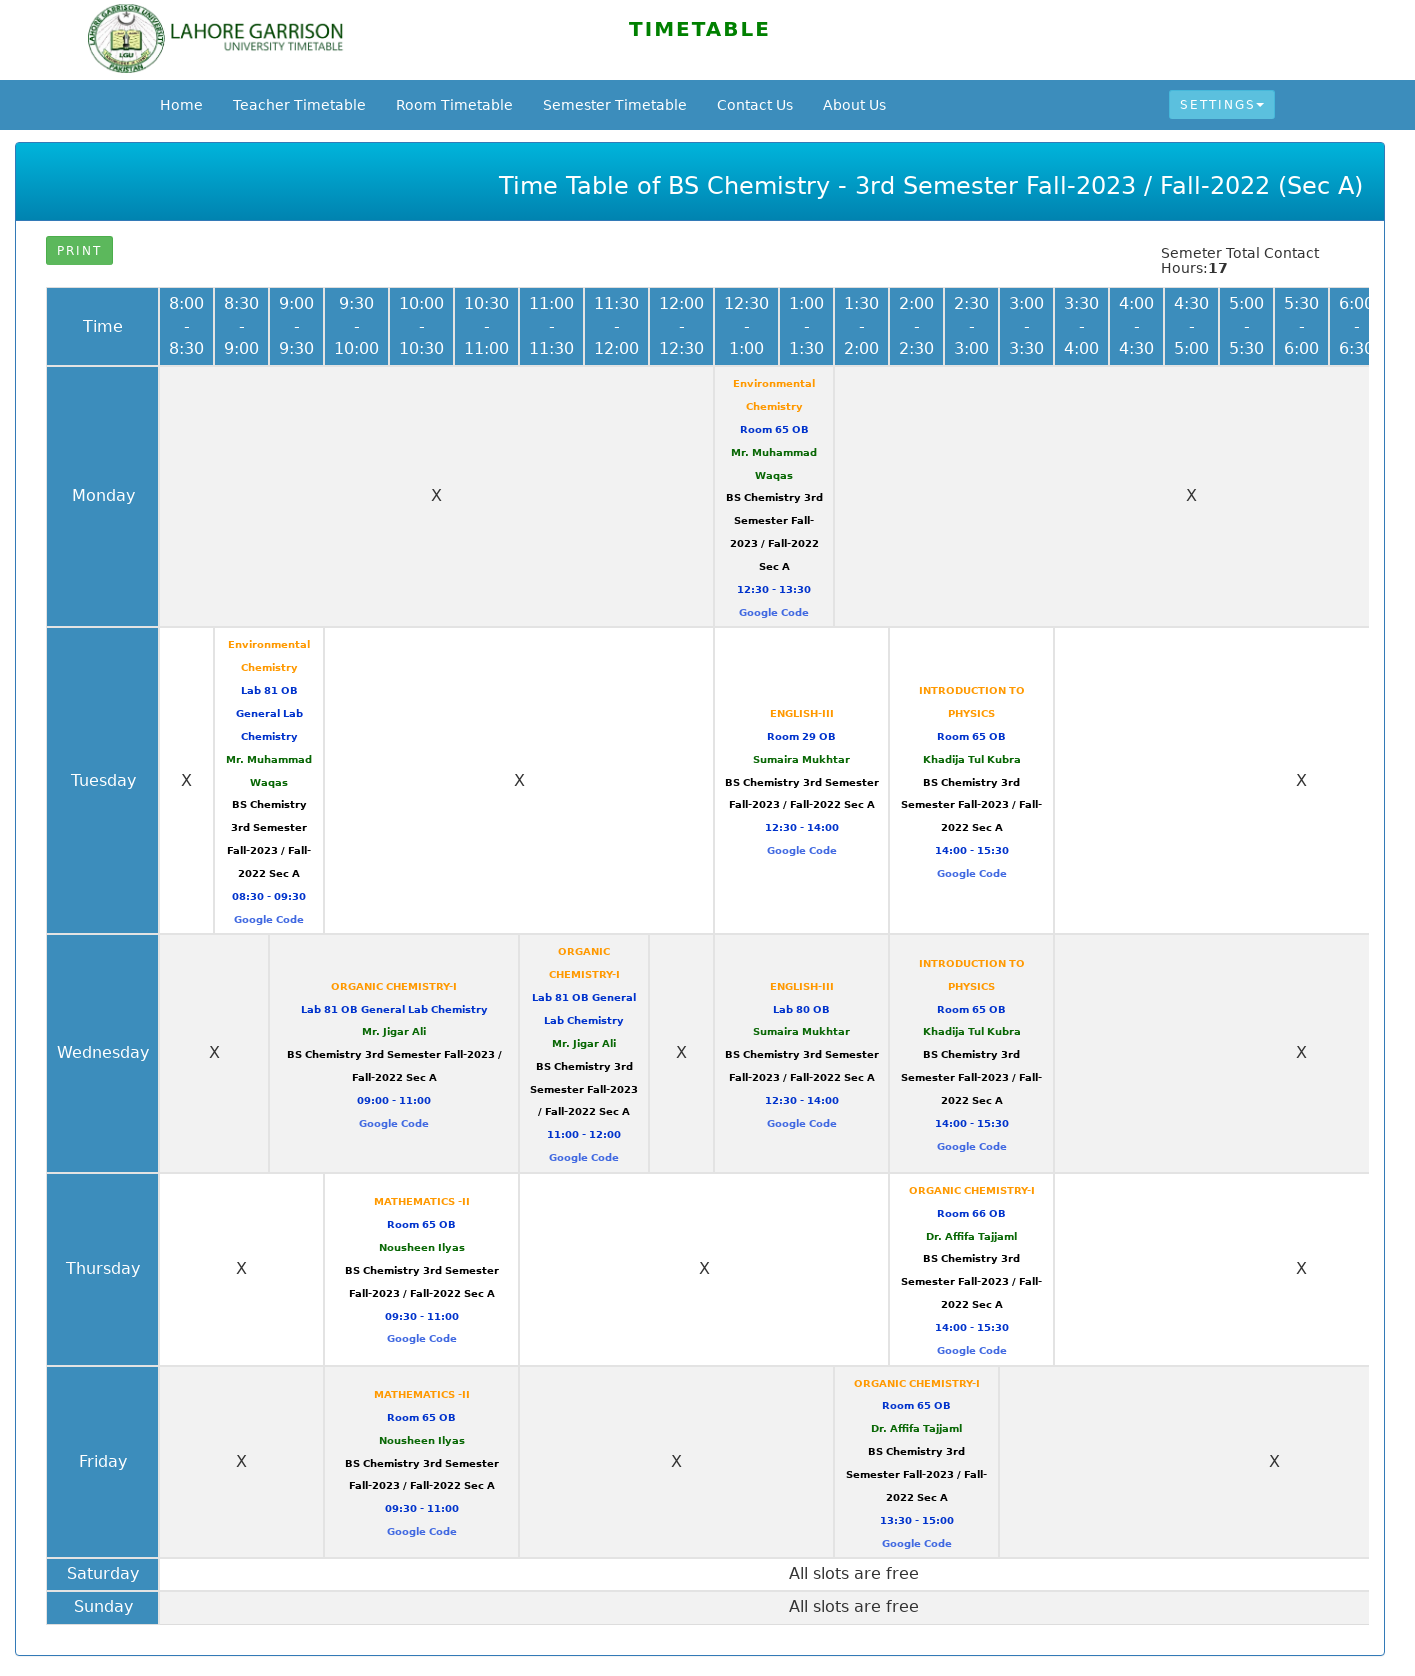 LAHORE GARRISON
UNIVERSITY TIMETABLE
TIMETABLE
Home
Teacher Timetable
Room Timetable
Semester Timetable
Contact Us
About Us
SETTINGS
Time Table of BS Chemistry - 3rd Semester Fall-2023 / Fall-2022 (Sec A)
PRINT
Semeter Total Contact
Hours:17
Time
8:00
-
8:30
8:30
-
9:00
9:00
-
9:30
9:30
-
10:00
10:00
-
10:30
10:30
-
11:00
11:00
-
11:30
11:30
-
12:00
12:00
-
12:30
12:30
-
1:00
1:00
-
1:30
1:30
-
2:00
2:00
-
2:30
2:30
-
3:00
3:00
-
3:30
3:30
-
4:00
4:00
-
4:30
4:30
-
5:00
5:00
-
5:30
5:30
-
6:00
6:00
-
6:30
Monday
X
Environmental
Chemistry
Room 65 OB
Mr. Muhammad
Waqas
BS Chemistry 3rd
Semester Fall-
2023 / Fall-2022
Sec A
12:30 - 13:30
Google Code
X
Tuesday
X
Environmental
Chemistry
Lab 81 OB
General Lab
Chemistry
Mr. Muhammad
Waqas
BS Chemistry
3rd Semester
Fall-2023 / Fall-
2022 Sec A
08:30 - 09:30
Google Code
X
ENGLISH-III
Room 29 OB
Sumaira Mukhtar
BS Chemistry 3rd Semester
Fall-2023 / Fall-2022 Sec A
12:30 - 14:00
Google Code
INTRODUCTION TO
PHYSICS
Room 65 OB
Khadija Tul Kubra
BS Chemistry 3rd
Semester Fall-2023 / Fall-
2022 Sec A
14:00 - 15:30
Google Code
X
Wednesday
X
ORGANIC CHEMISTRY-I
Lab 81 OB General Lab Chemistry
Mr. Jigar Ali
BS Chemistry 3rd Semester Fall-2023 /
Fall-2022 Sec A
09:00 - 11:00
Google Code
ORGANIC
CHEMISTRY-I
Lab 81 OB General
Lab Chemistry
Mr. Jigar Ali
BS Chemistry 3rd
Semester Fall-2023
/ Fall-2022 Sec A
11:00 - 12:00
Google Code
X
ENGLISH-III
Lab 80 OB
Sumaira Mukhtar
BS Chemistry 3rd Semester
Fall-2023 / Fall-2022 Sec A
12:30 - 14:00
Google Code
INTRODUCTION TO
PHYSICS
Room 65 OB
Khadija Tul Kubra
BS Chemistry 3rd
Semester Fall-2023 / Fall-
2022 Sec A
14:00 - 15:30
Google Code
X
Thursday
X
MATHEMATICS -II
Room 65 OB
Nousheen Ilyas
BS Chemistry 3rd Semester
Fall-2023 / Fall-2022 Sec A
09:30 - 11:00
Google Code
X
ORGANIC CHEMISTRY-I
Room 66 OB
Dr. Affifa Tajjaml
BS Chemistry 3rd
Semester Fall-2023 / Fall-
2022 Sec A
14:00 - 15:30
Google Code
X
Friday
X
MATHEMATICS -II
Room 65 OB
Nousheen Ilyas
BS Chemistry 3rd Semester
Fall-2023 / Fall-2022 Sec A
09:30 - 11:00
Google Code
X
ORGANIC CHEMISTRY-I
Room 65 OB
Dr. Affifa Tajjaml
BS Chemistry 3rd
Semester Fall-2023 / Fall-
2022 Sec A
13:30 - 15:00
Google Code
X
Saturday
All slots are free
Sunday
All slots are free